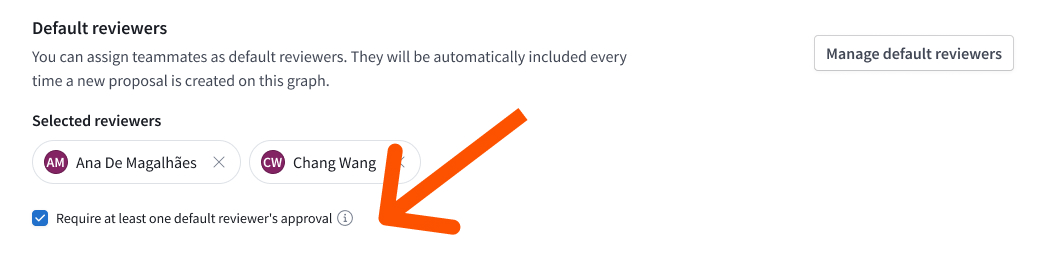 Default reviewers
You can assign teammates as default reviewers. They will be automatically included every
time a new proposal is created on this graph.
Manage default reviewers
Selected reviewers
AM Ana De Magalhães
CW Chang Wang
Require at least one default reviewer's approval